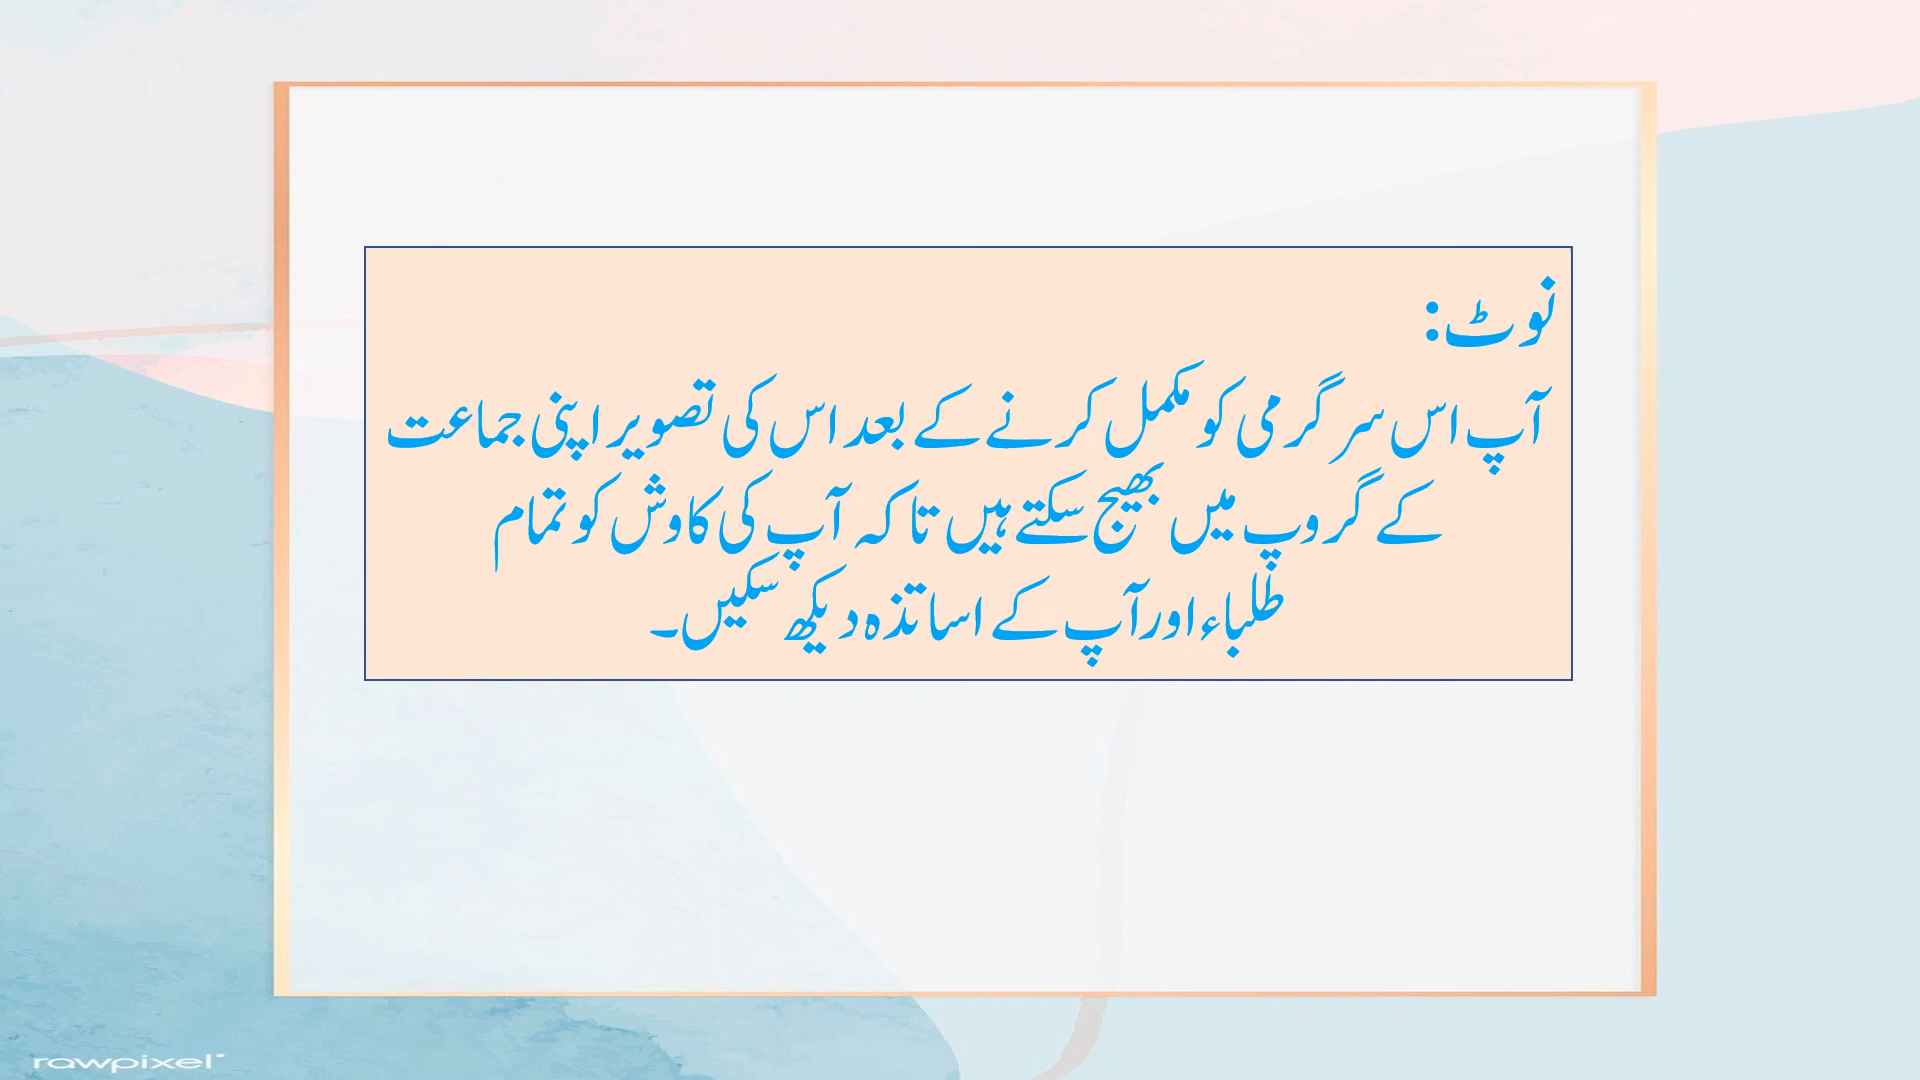 نوٹ:
آپ اس سرگرمی کو مکمل کرنے کے بعد اس کی تصویر اپنی جماعت
کے گروپ میں بھیج سکتے ہیں تاکہ آپ کی کاوش کو تمام
طلباء اور آپ کے اساتذہ دیکھ سکیں۔
rawpixel